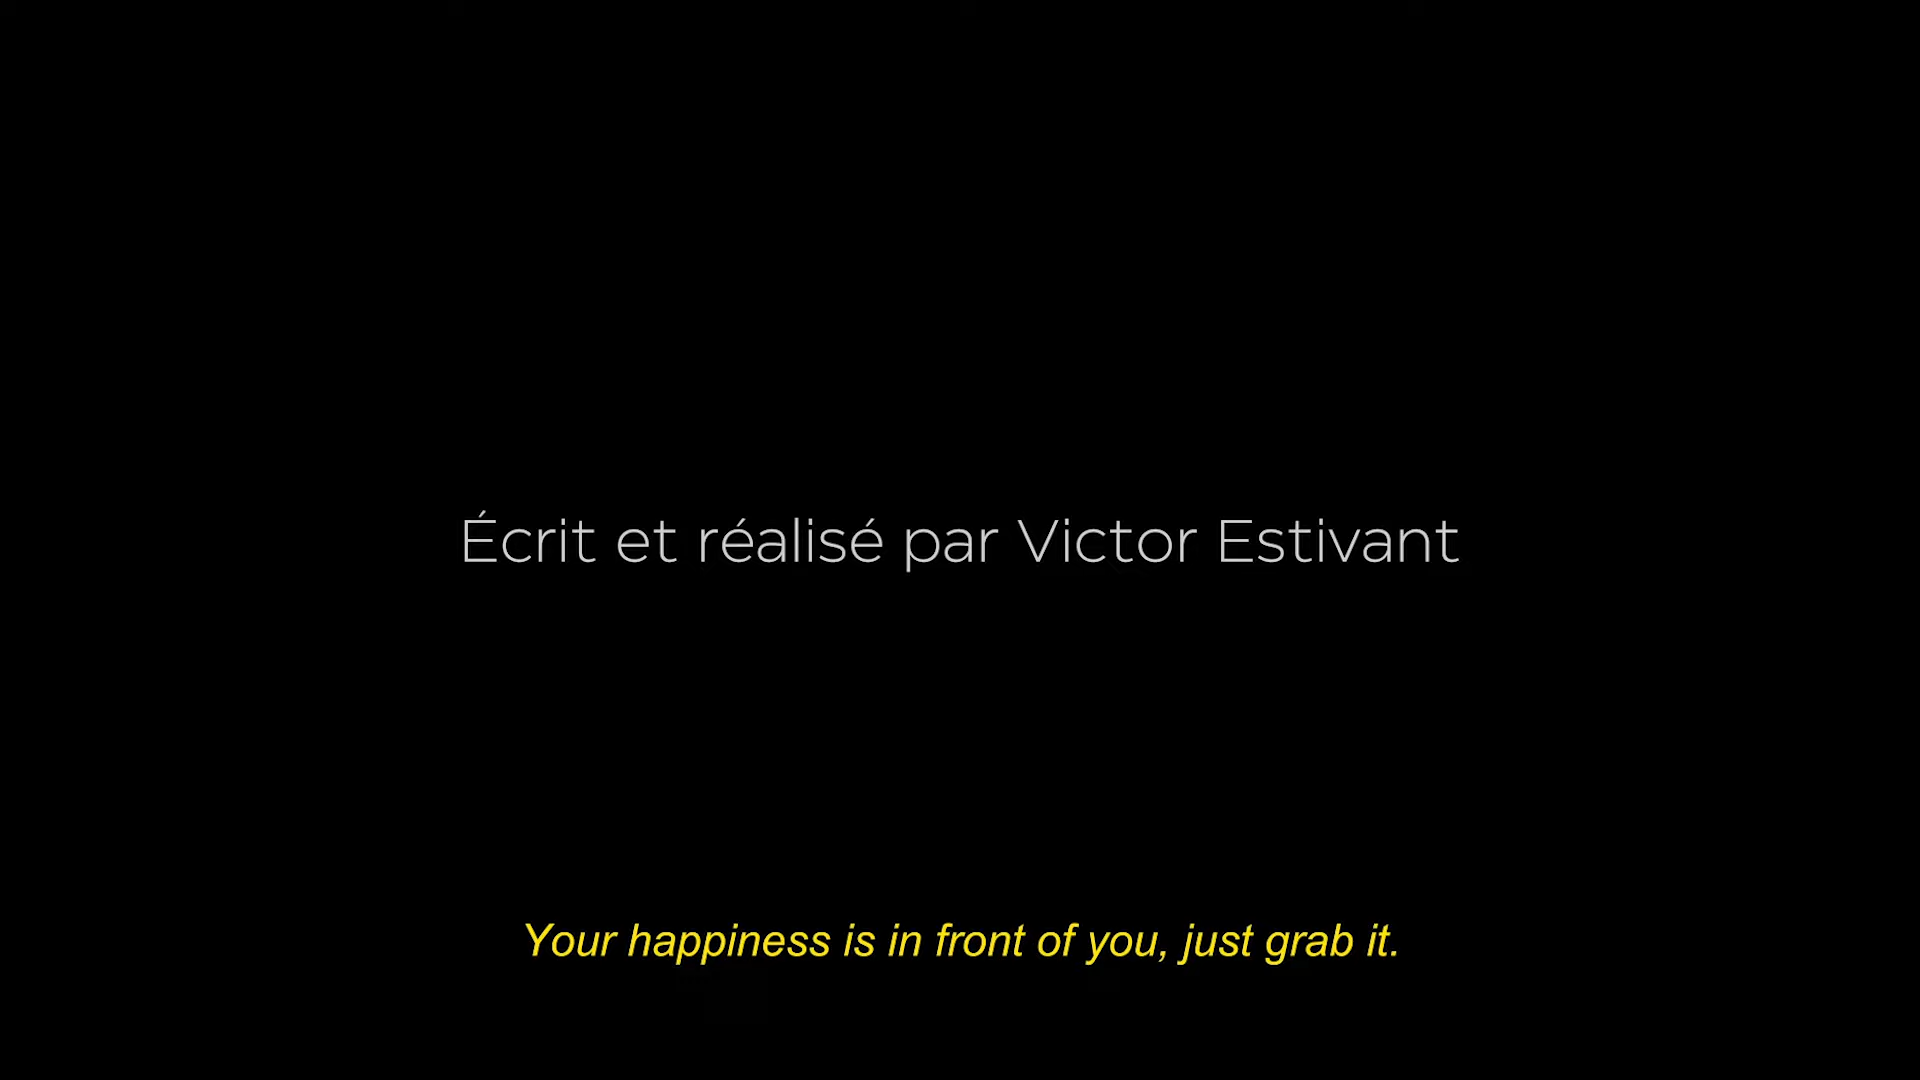 Écrit et réalisé par Victor Estivant
Your happiness is in front of you, just grab it.